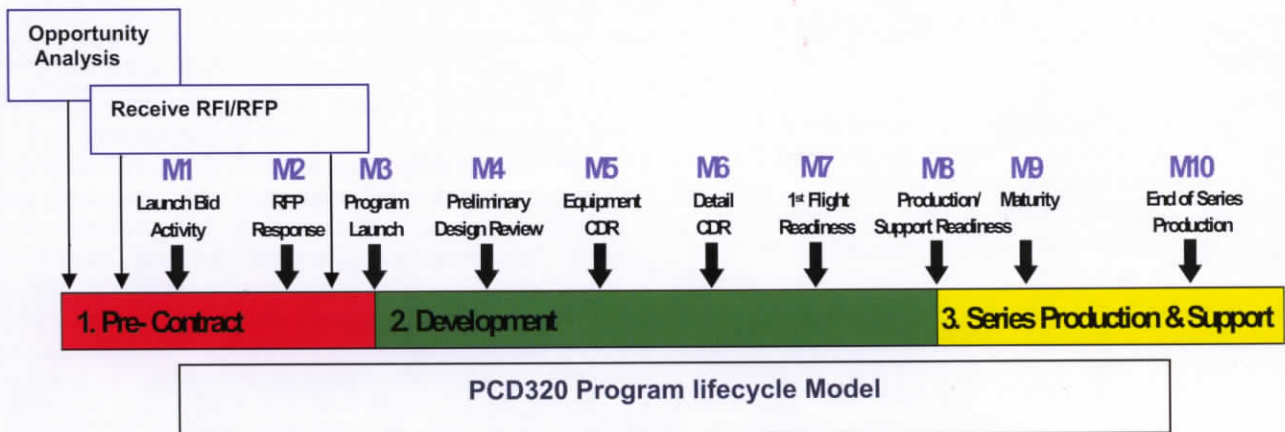 Opportunity
Analysis
Receive RFI/RFP
M1
Launch Bid
Activity
M2
RFP
Response
M3
Program
Launch
M4
Preliminary
Design Review
M5
Equipment
CDR
M6
Detail
CDR
M7
1st Flight
Readiness
M8
Production/
Support Readiness
M9
Maturity
M10
End of Series
Production
1. Pre- Contract
2. Development
3. Series Production & Support
PCD320 Program lifecycle Model